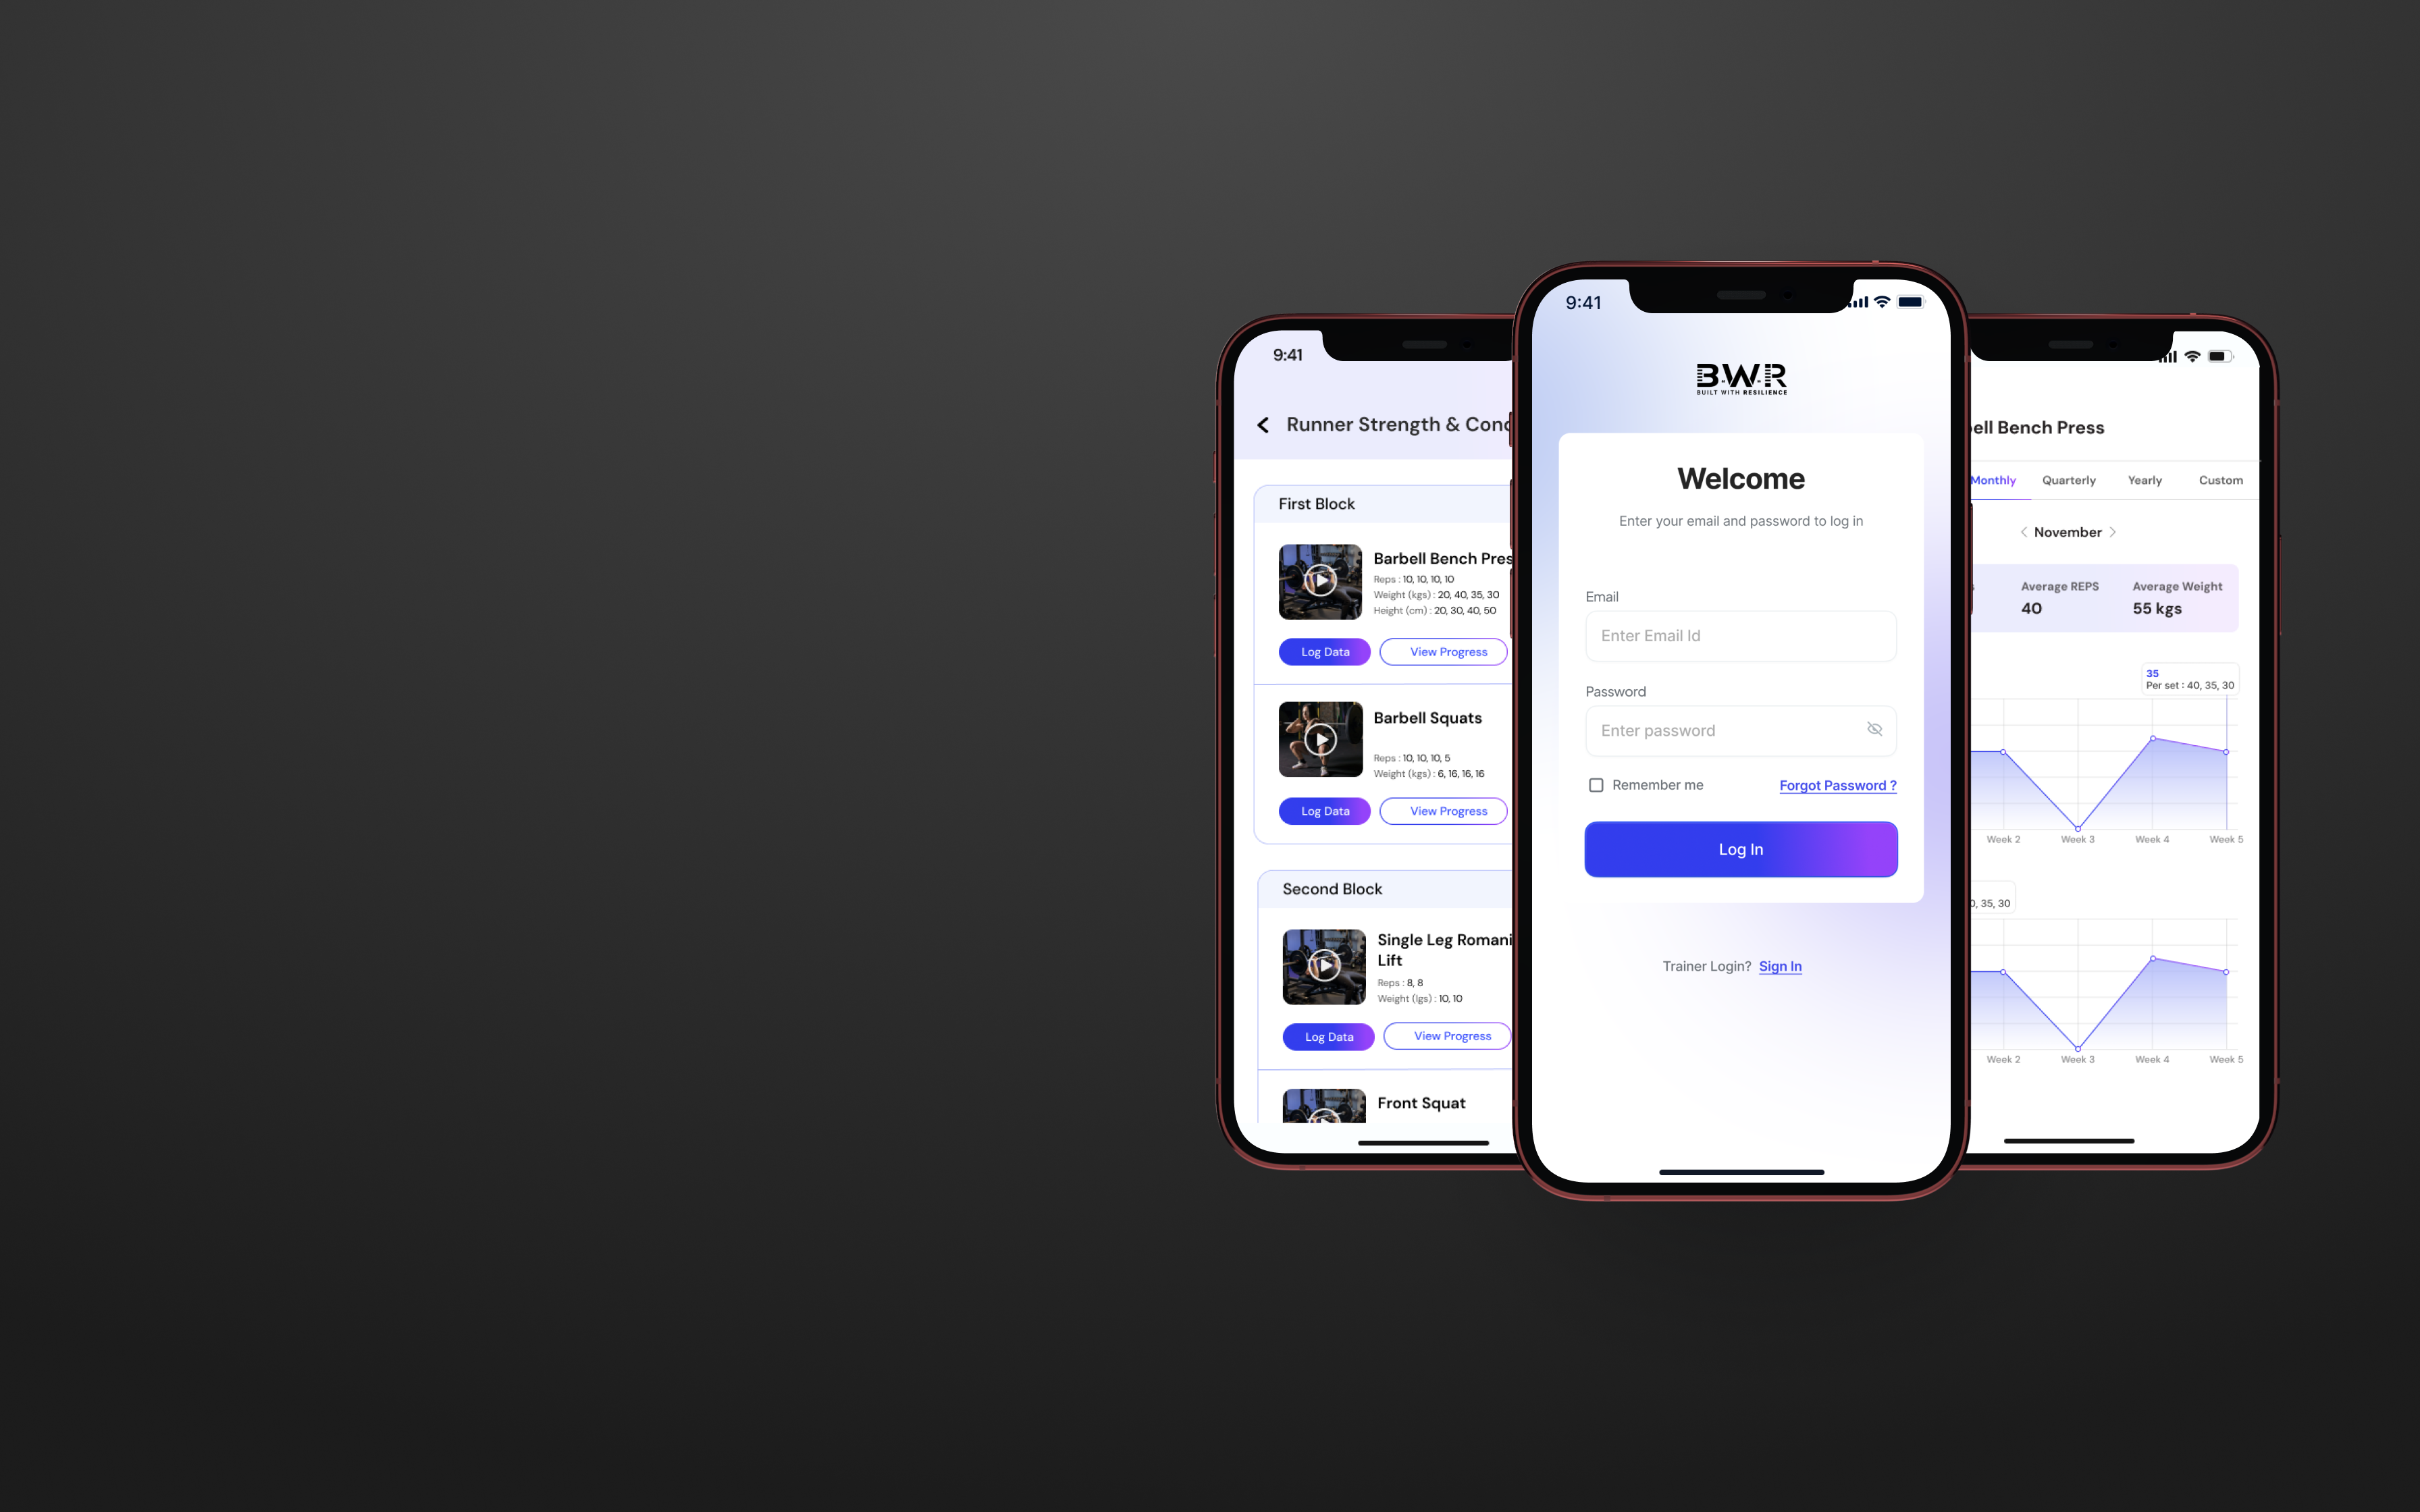 9:41
Runner Strength & Cond
First Block
Barbell Bench Pres
Reps : 10, 10, 10, 10
Weight (kgs) : 20, 40, 35, 30
Height (cm) : 20, 30, 40, 50
Log Data
View Progress
Barbell Squats
Reps : 10, 10, 10, 5
Weight (kgs) : 6, 16, 16, 16
Log Data
View Progress
Second Block
Single Leg Romani
Lift
Reps : 8, 8
Weight (lgs) : 10, 10
Log Data
View Progress
Front Squat
9:41
B.W.R
BUILT WITH RESILIENCE
Welcome
Enter your email and password to log in
Email
Enter Email Id
Password
Enter password
Remember me
Forgot Password ?
Log In
Trainer Login? Sign In
ell Bench Press
Monthly Quarterly Yearly Custom
November
Average REPS Average Weight
40 55 kgs
35
Per set : 40, 35, 30
Week 2 Week 3 Week 4 Week 5
0, 35, 30
Week 2 Week 3 Week 4 Week 5